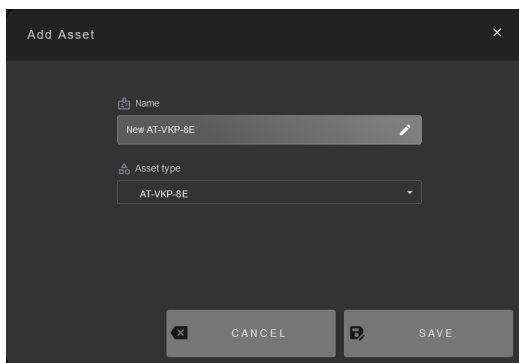 Add Asset
Name
New AT-VKP-8E
Asset type
AT-VKP-8E
CANCEL
SAVE